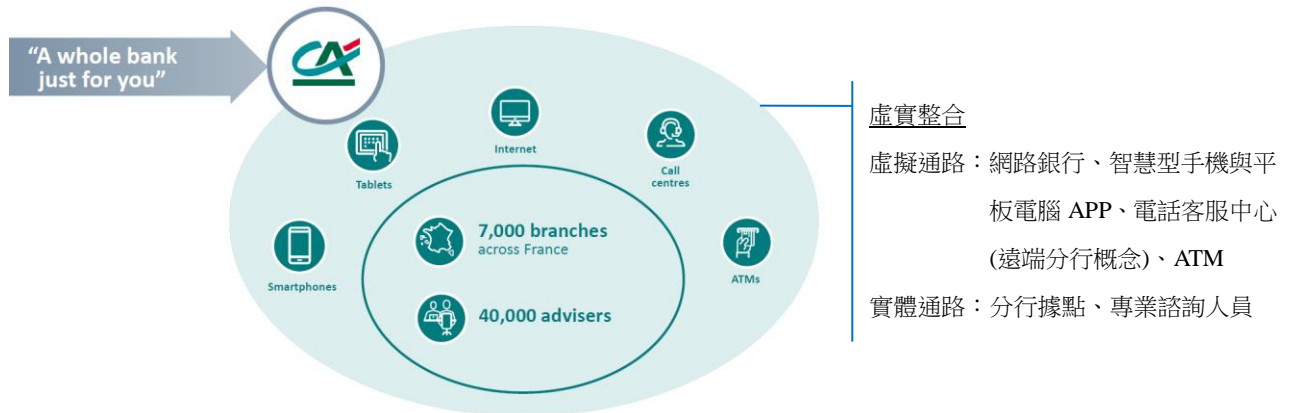 “A whole bank
just for you”
CA
Internet
Tablets
Call
centres
Smartphones
ATMs
7,000 branches
across France
40,000 advisers
虛實整合
虛擬通路：網路銀行、智慧型手機與平
板電腦 APP、電話客服中心
(遠端分行概念)、ATM
實體通路：分行據點、專業諮詢人員